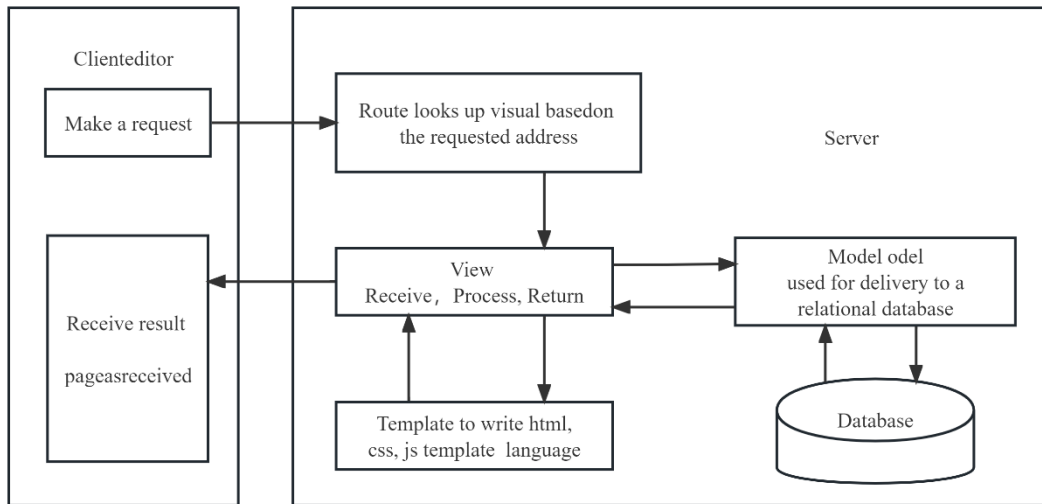 Clienteditor
Make a request
Route looks up visual basedon
the requested address
Server
View
Receive，Process, Return
Model odel
used for delivery to a
relational database
Receive result
pageasreceived
Template to write html,
css, js template language
Database